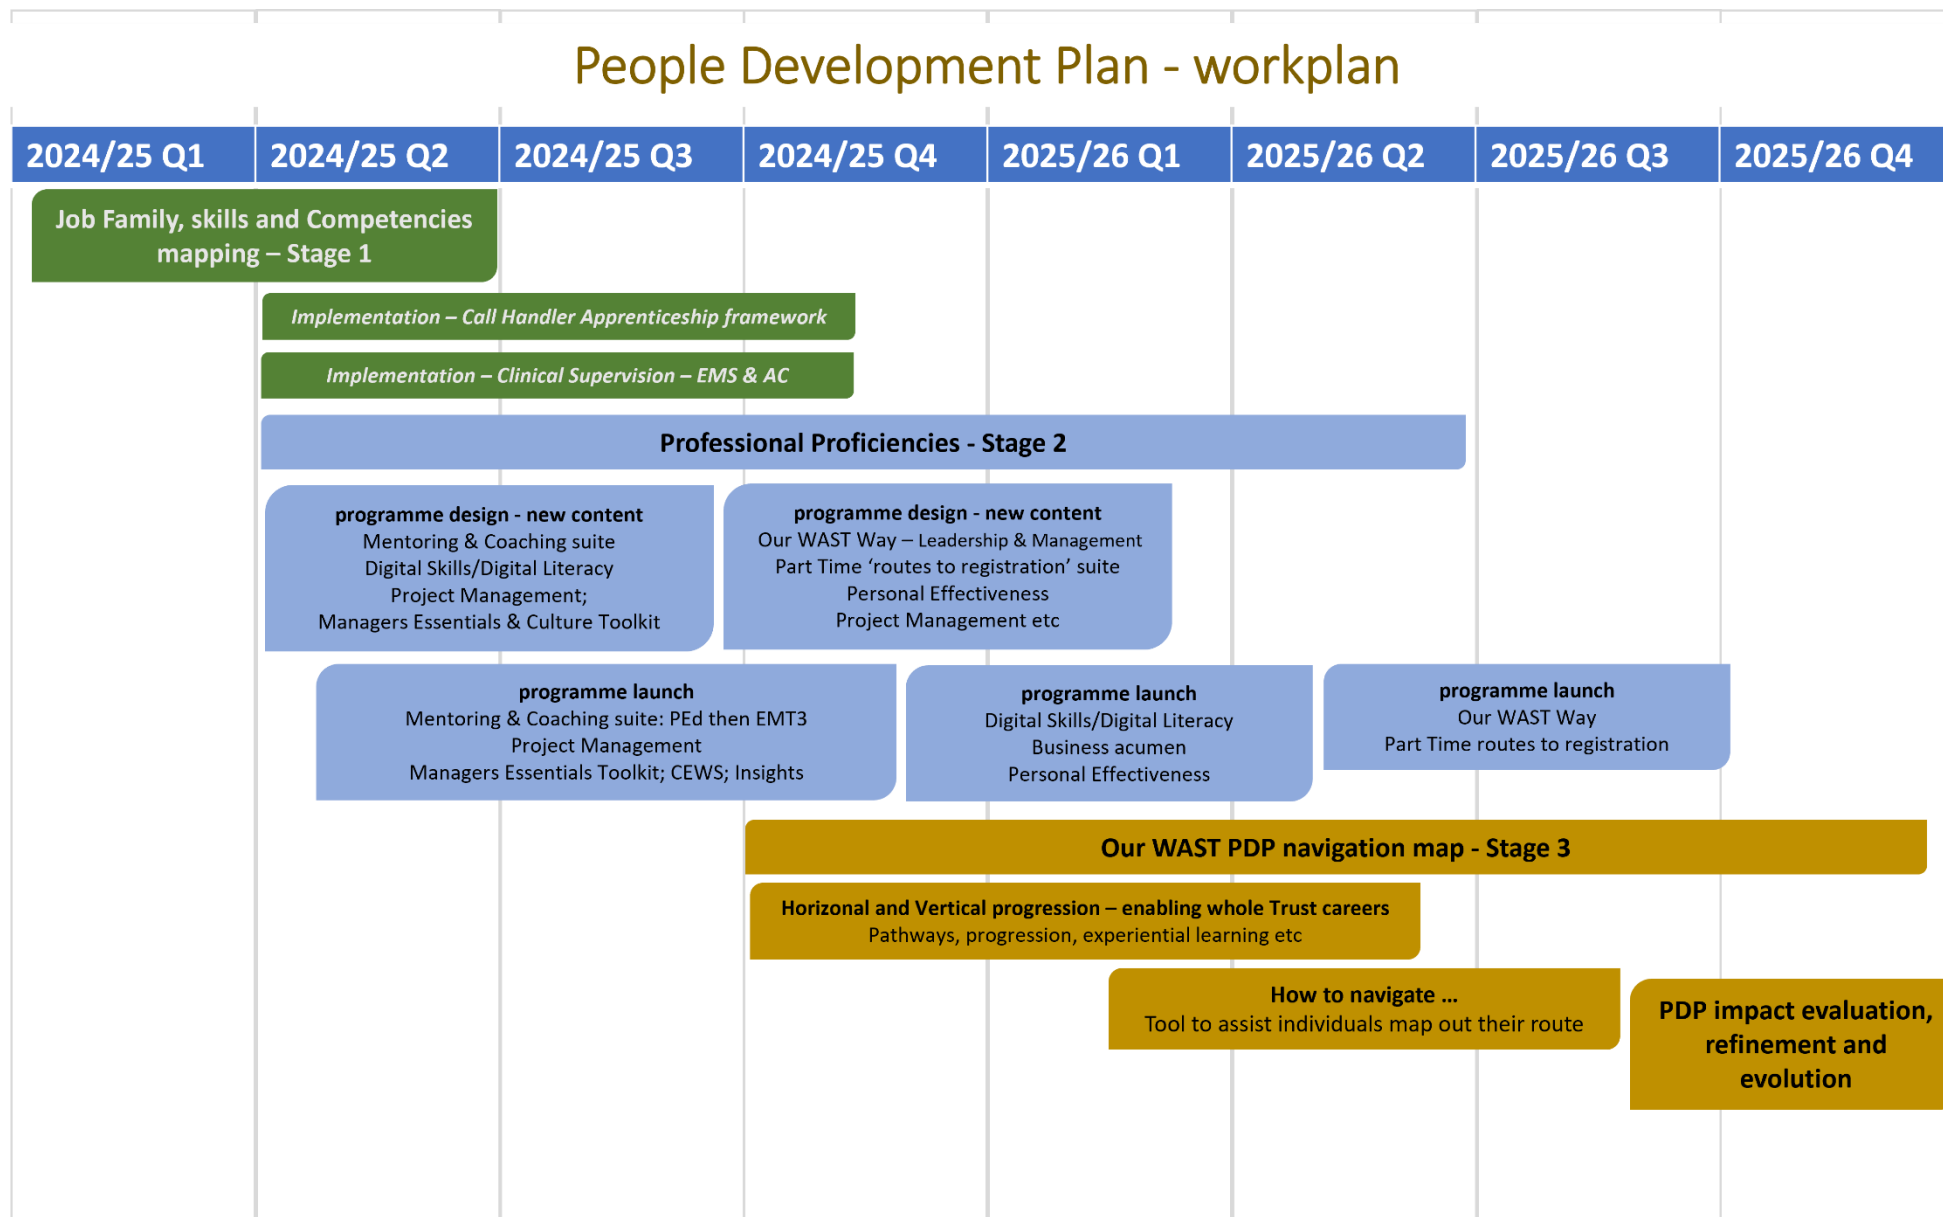 People Development Plan - workplan
2024/25 Q1
2024/25 Q2
2024/25 Q3
2024/25 Q4
2025/26 Q1
2025/26 Q2
2025/26 Q3
2025/26 Q4
Job Family, skills and Competencies
mapping – Stage 1
Implementation – Call Handler Apprenticeship framework
Implementation – Clinical Supervision – EMS & AC
Professional Proficiencies - Stage 2
programme design - new content
Mentoring & Coaching suite
Digital Skills/Digital Literacy
Project Management;
Managers Essentials & Culture Toolkit
programme design - new content
Our WAST Way – Leadership & Management
Part Time ‘routes to registration’ suite
Personal Effectiveness
Project Management etc
programme launch
Mentoring & Coaching suite: PEd then EMT3
Project Management
Managers Essentials Toolkit; CEWS; Insights
programme launch
Digital Skills/Digital Literacy
Business acumen
Personal Effectiveness
programme launch
Our WAST Way
Part Time routes to registration
Our WAST PDP navigation map - Stage 3
Horizonal and Vertical progression – enabling whole Trust careers
Pathways, progression, experiential learning etc
How to navigate ...
Tool to assist individuals map out their route
PDP impact evaluation,
refinement and
evolution